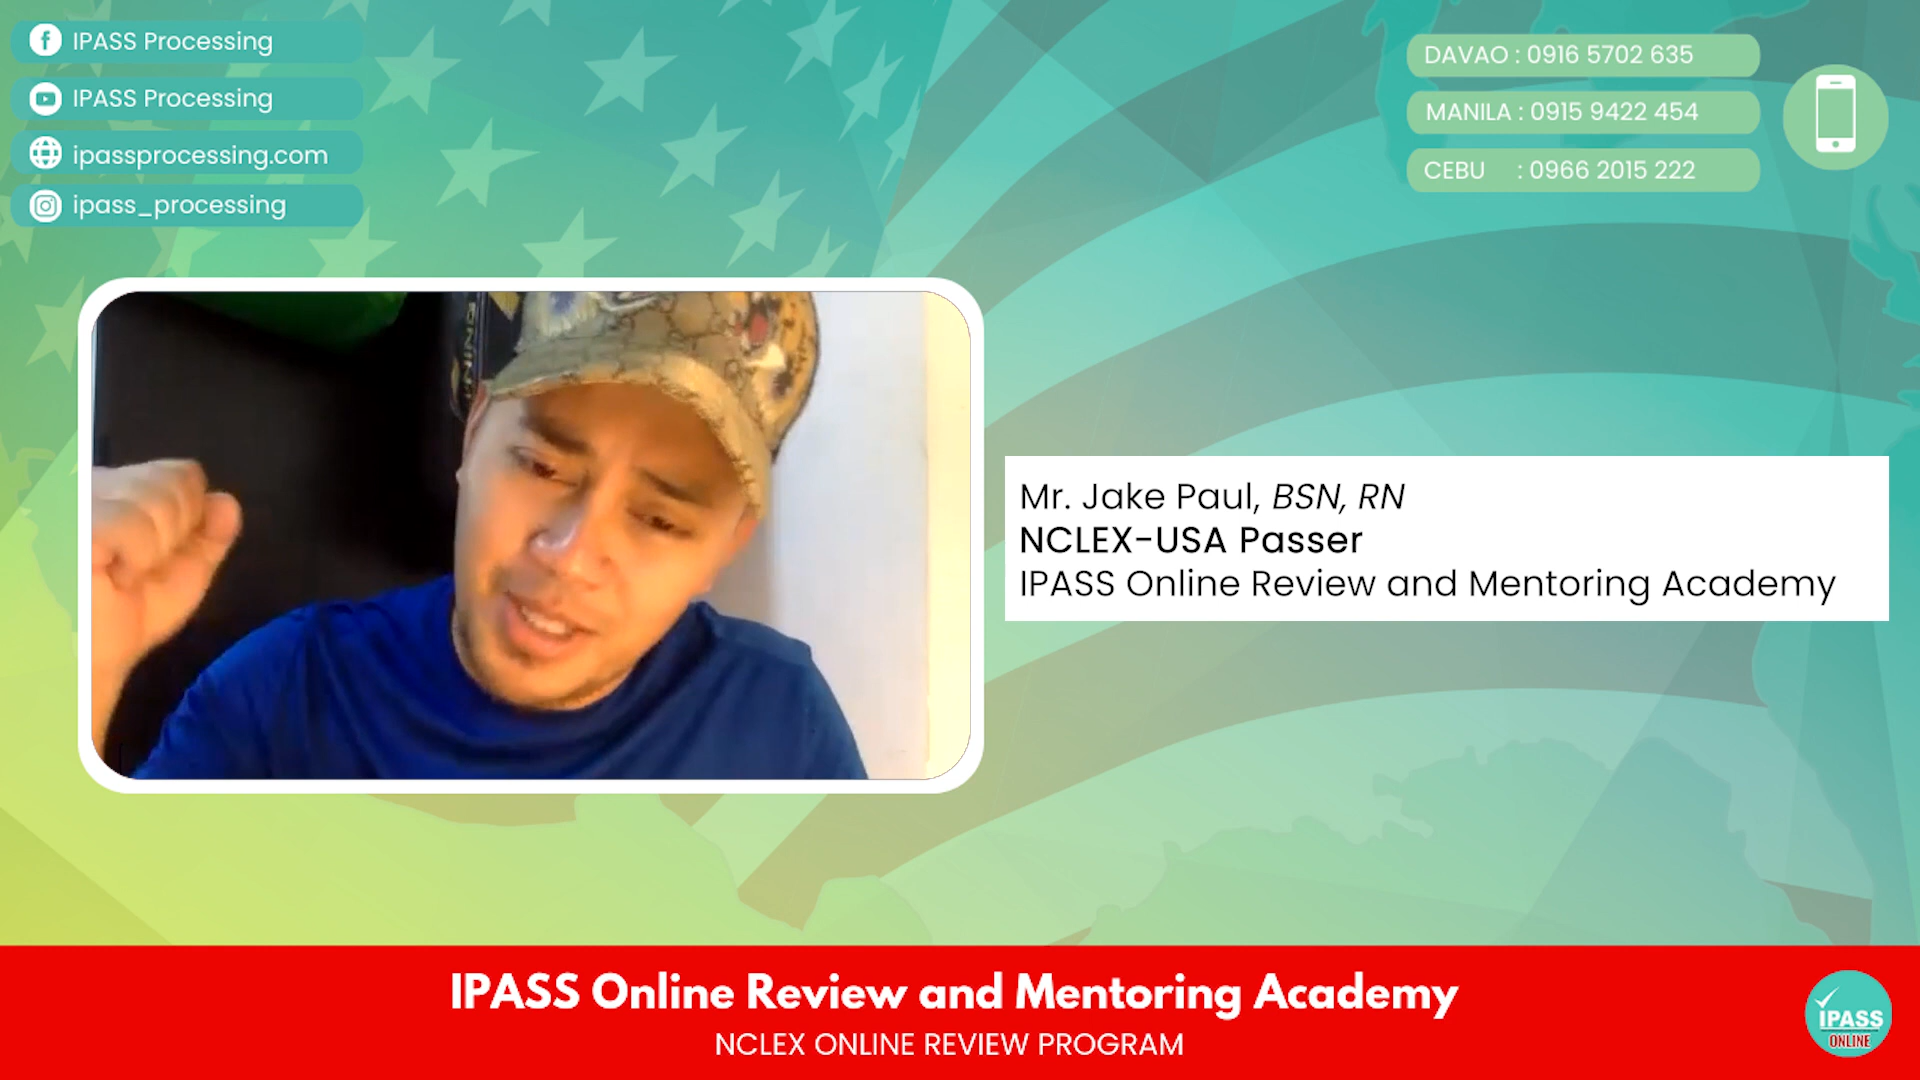 IPASS Processing
IPASS Processing
ipassprocessing.com
ipass_processing
DAVAO : 0916 5702 635
MANILA : 0915 9422 454
CEBU : 0966 2015 222
Mr. Jake Paul, BSN, RN
NCLEX-USA Passer
IPASS Online Review and Mentoring Academy
IPASS Online Review and Mentoring Academy
NCLEX ONLINE REVIEW PROGRAM
IPASS
ONLINE